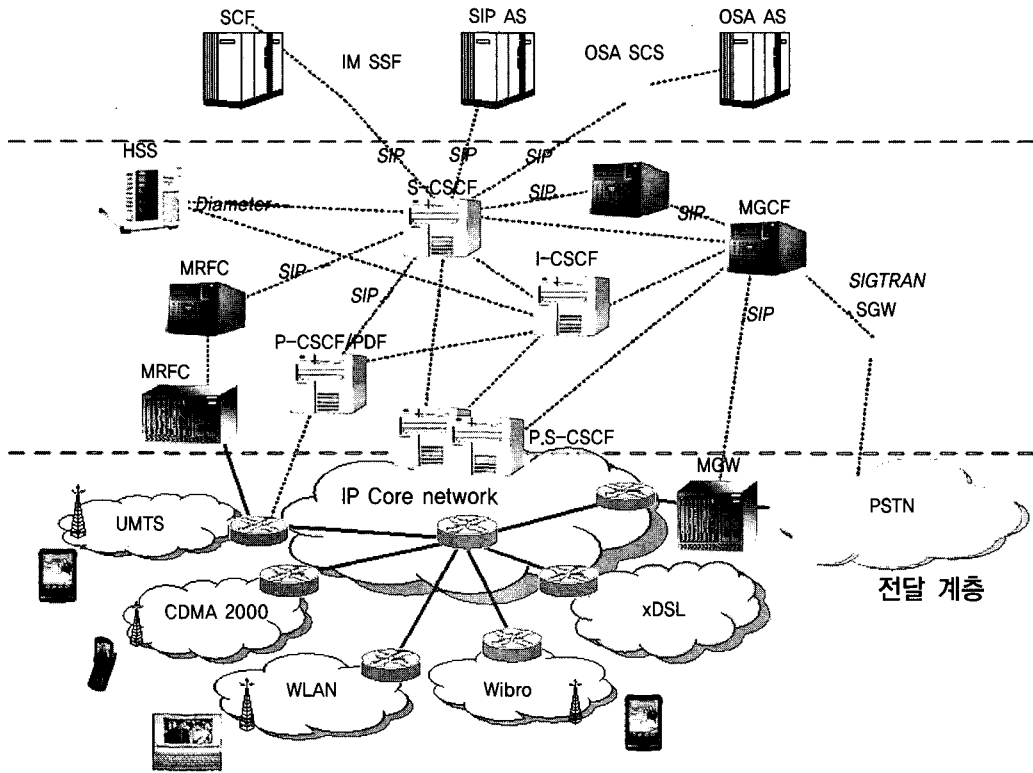 SCF
SIP AS
OSA AS
IM SSF
OSA SCS
HSS
SIP
SIP
SIP
S-CSCF
SIP
SIP
MGCF
Diameter
MRFC
SIP
SIP
I-CSCF
SIGTRAN
SGW
SIP
P-CSCF/PDF
MRFC
P.S-CSCF
MGW
IP Core network
UMTS
PSTN
전달 계층
CDMA 2000
xDSL
WLAN
Wibro